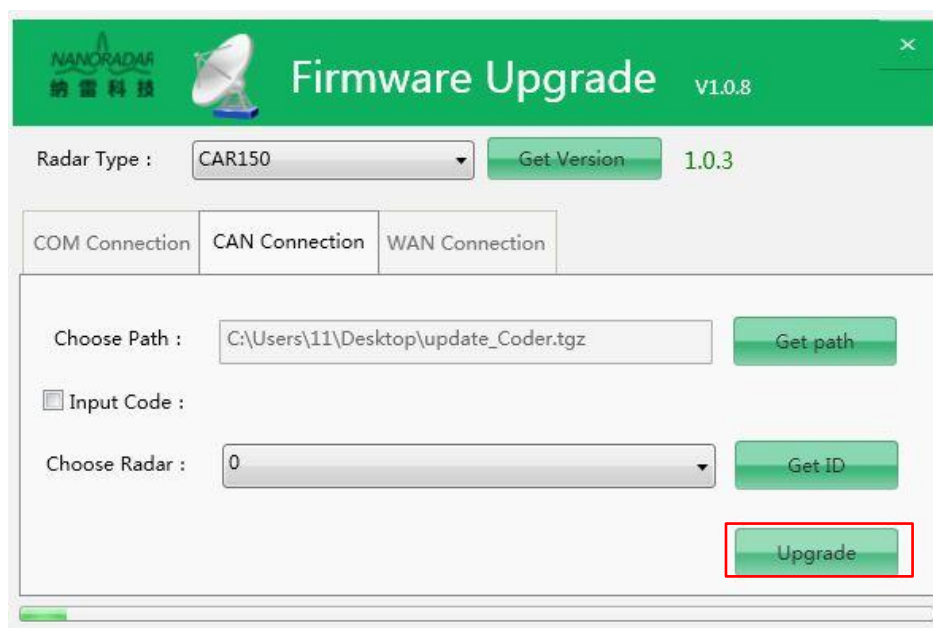 NANORADAR
纳雷科技
Firmware Upgrade V1.0.8
×
Radar Type : CAR150 Get Version 1.0.3
COM Connection CAN Connection WAN Connection
Choose Path : C:\Users\11\Desktop\update_Coder.tgz Get path
Input Code :
Choose Radar : 0 Get ID
Upgrade